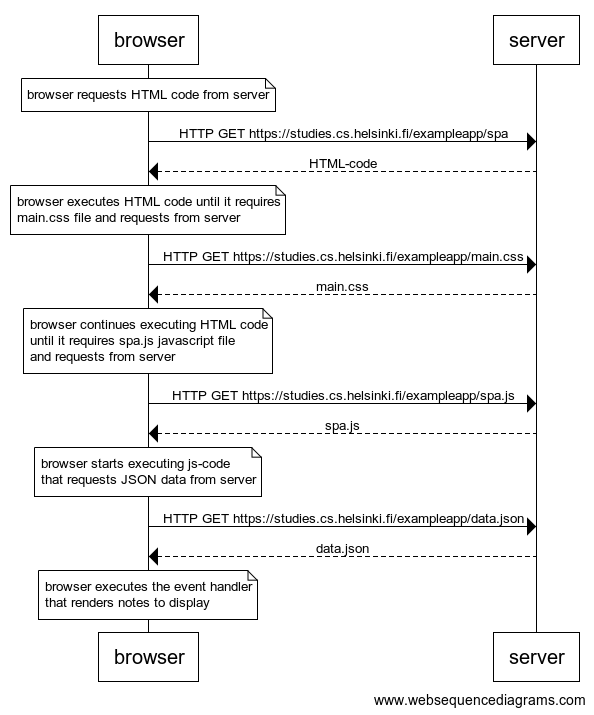 browser
server
browser requests HTML code from server
HTTP GET https://studies.cs.helsinki.fi/exampleapp/spa
HTML-code
browser executes HTML code until it requires
main.css file and requests from server
HTTP GET https://studies.cs.helsinki.fi/exampleapp/main.css
main.css
browser continues executing HTML code
until it requires spa.js javascript file
and requests from server
HTTP GET https://studies.cs.helsinki.fi/exampleapp/spa.js
spa.js
browser starts executing js-code
that requests JSON data from server
HTTP GET https://studies.cs.helsinki.fi/exampleapp/data.json
data.json
browser executes the event handler
that renders notes to display
browser
server
www.websequencediagrams.com